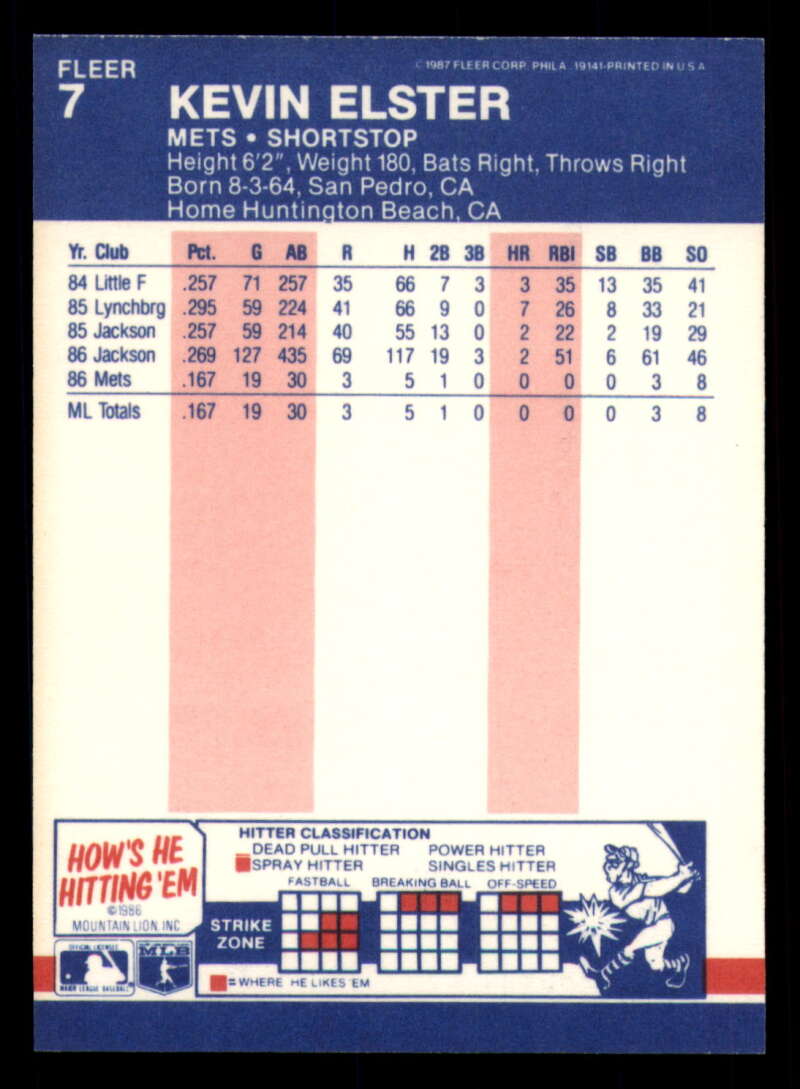 FLEER
© 1987 FLEER CORP. PHILA. 19141-PRINTED IN U S A
7 KEVIN ELSTER
METS • SHORTSTOP
Height 6'2", Weight 180, Bats Right, Throws Right
Born 8-3-64, San Pedro, CA
Home Huntington Beach, CA
Yr. Club Pct. G AB R H 2B 3B HR RBI SB BB SO
84 Little F .257 71 257 35 66 7 3 3 35 13 35 41
85 Lynchbrg .295 59 224 41 66 9 0 7 26 8 33 21
85 Jackson .257 59 214 40 55 13 0 2 22 2 19 29
86 Jackson .269 127 435 69 117 19 3 2 51 6 61 46
86 Mets .167 19 30 3 5 1 0 0 0 0 3 8
ML Totals .167 19 30 3 5 1 0 0 0 0 3 8
HOW'S HE
HITTING 'EM
©1986
MOUNTAIN LION, INC
OFFICIAL LICENSEE
MAJOR LEAGUE BASEBALL
MLB
HITTER CLASSIFICATION
DEAD PULL HITTER POWER HITTER
SPRAY HITTER SINGLES HITTER
FASTBALL BREAKING BALL OFF-SPEED
STRIKE
ZONE
= WHERE HE LIKES 'EM